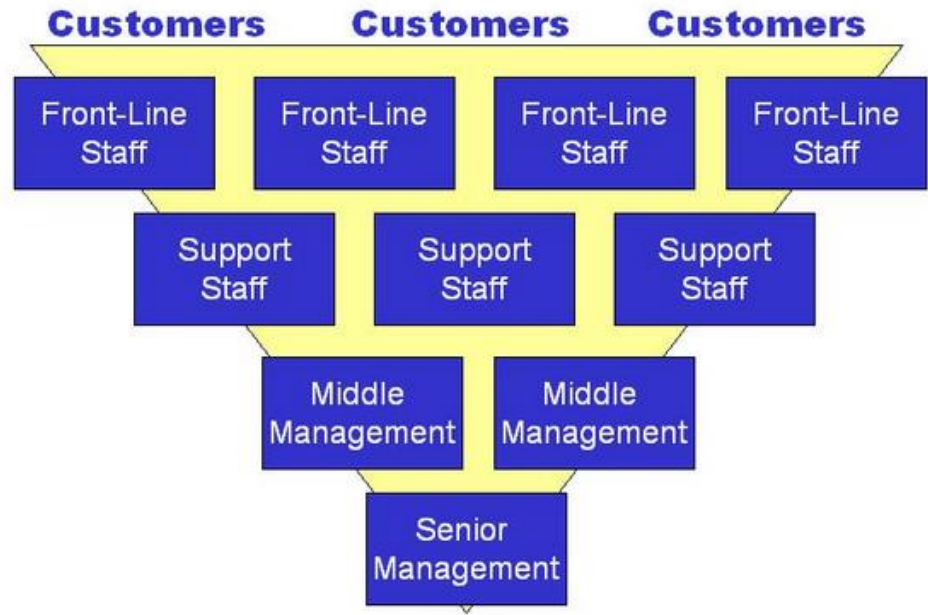 Customers Customers Customers
Front-Line Staff
Front-Line Staff
Front-Line Staff
Front-Line Staff
Support Staff
Support Staff
Support Staff
Middle Management
Middle Management
Senior Management